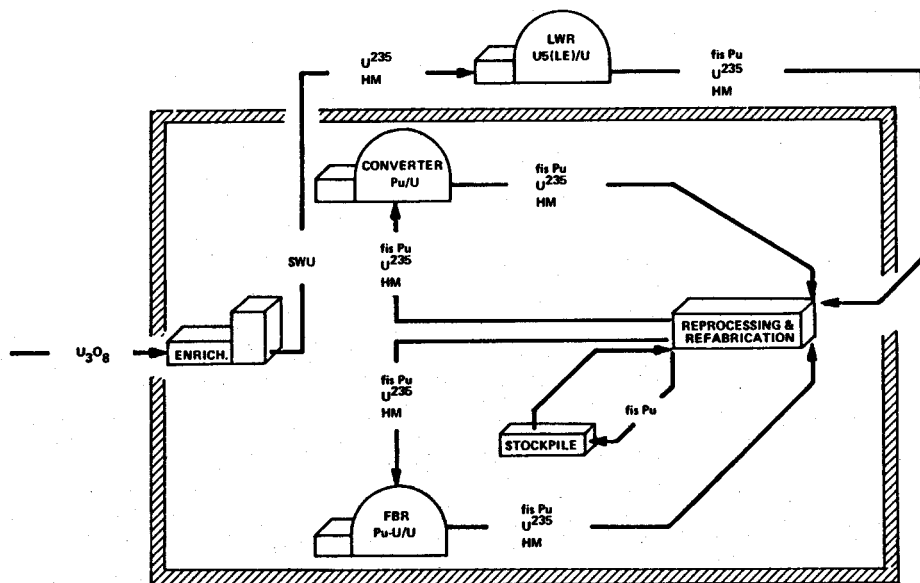 LWR
U5(LE)/U
U²³⁵
HM
fis Pu
U²³⁵
HM
CONVERTER
Pu/U
fis Pu
U²³⁵
HM
SWU
fis Pu
U²³⁵
HM
REPROCESSING &
REFABRICATION
ENRICH.
U₃O₈
fis Pu
U²³⁵
HM
fis Pu
STOCKPILE
FBR
Pu-U/U
fis Pu
U²³⁵
HM